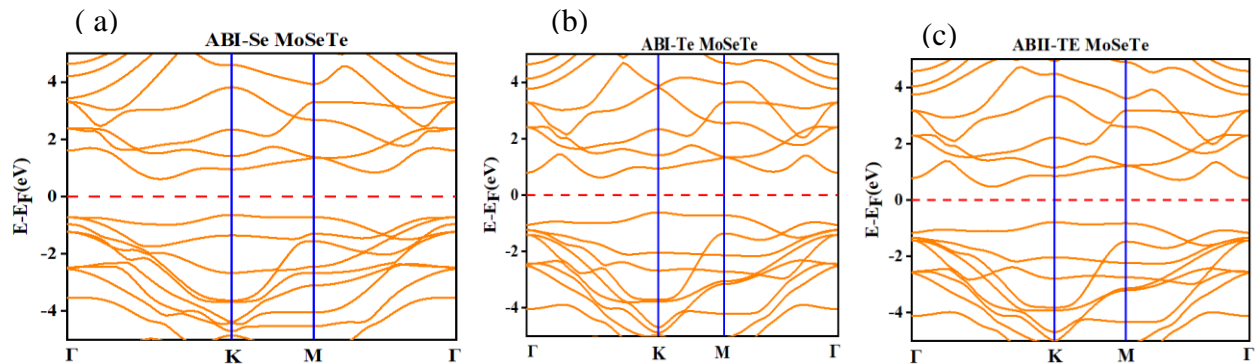 ( a)
ABI-Se MoSeTe
E-EF(eV)
4
2
0
-2
-4
Γ K M Γ
(b)
ABI-Te MoSeTe
E-EF(eV)
4
2
0
-2
-4
Γ K M Γ
(c)
ABII-TE MoSeTe
E-EF(eV)
4
2
0
-2
-4
Γ K M Γ